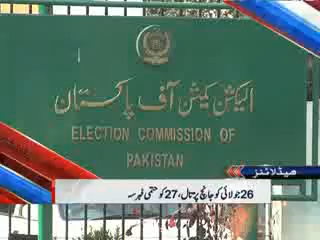 الیکشن کمیشن آف پاکستان
ELECTION COMMISSION OF
PAKISTAN
ہیڈلائنز
26 جولائی کو جانچ پڑتال، 27 کو حتمی فہرست